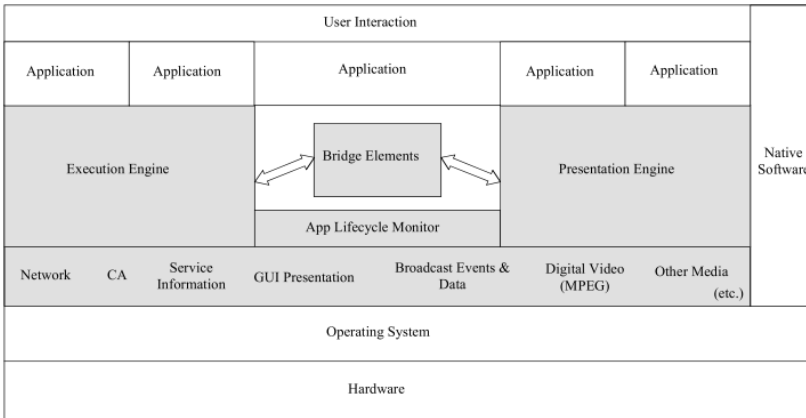 User Interaction
Application
Application
Application
Application
Application
Execution Engine
Bridge Elements
Presentation Engine
Native
Software
App Lifecycle Monitor
Network
CA
Service
Information
GUI Presentation
Broadcast Events &
Data
Digital Video
(MPEG)
Other Media
(etc.)
Operating System
Hardware